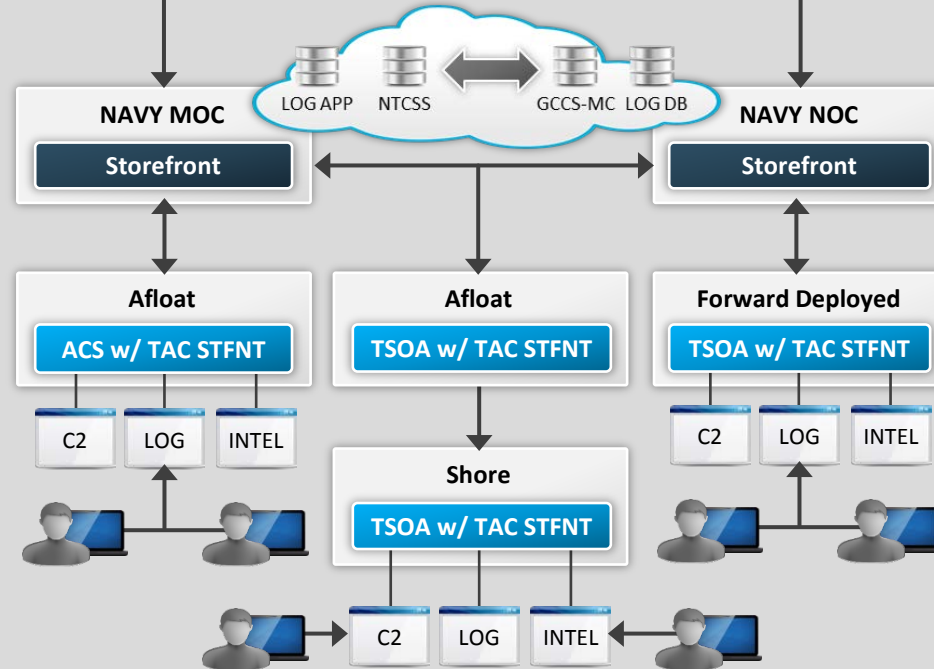 LOG APP
NTCSS
GCCS-MC
LOG DB
NAVY MOC
Storefront
NAVY NOC
Storefront
Afloat
ACS w/ TAC STFNT
Afloat
TSOA w/ TAC STFNT
Forward Deployed
TSOA w/ TAC STFNT
C2
LOG
INTEL
C2
LOG
INTEL
Shore
TSOA w/ TAC STFNT
C2
LOG
INTEL